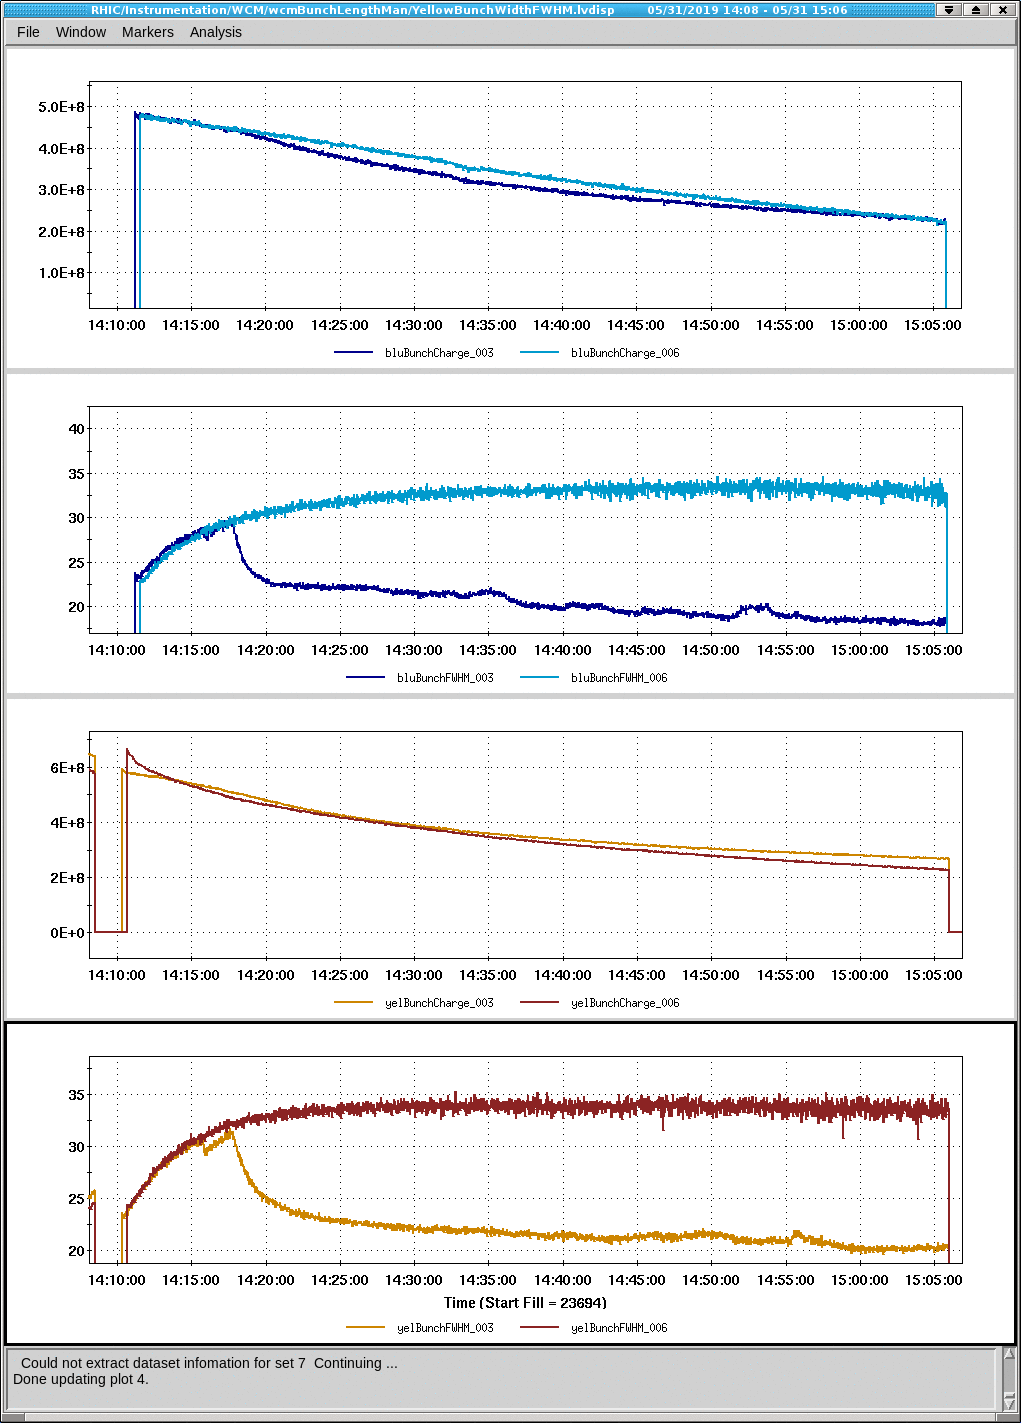 RHIC/Instrumentation/WCM/wcmBunchLengthMan/YellowBunchWidthFWHM.lvdisp 05/31/2019 14:08 - 05/31 15:06
File Window Markers Analysis
5.0E+8
4.0E+8
3.0E+8
2.0E+8
1.0E+8
14:10:00 14:15:00 14:20:00 14:25:00 14:30:00 14:35:00 14:40:00 14:45:00 14:50:00 14:55:00 15:00:00 15:05:00
bluBunchCharge_003 bluBunchCharge_006
40
35
30
25
20
14:10:00 14:15:00 14:20:00 14:25:00 14:30:00 14:35:00 14:40:00 14:45:00 14:50:00 14:55:00 15:00:00 15:05:00
bluBunchFWHM_003 bluBunchFWHM_006
6E+8
4E+8
2E+8
0E+0
14:10:00 14:15:00 14:20:00 14:25:00 14:30:00 14:35:00 14:40:00 14:45:00 14:50:00 14:55:00 15:00:00 15:05:00
yelBunchCharge_003 yelBunchCharge_006
35
30
25
20
14:10:00 14:15:00 14:20:00 14:25:00 14:30:00 14:35:00 14:40:00 14:45:00 14:50:00 14:55:00 15:00:00 15:05:00
Time (Start Fill = 23694)
yelBunchFWHM_003 yelBunchFWHM_006
Could not extract dataset infomation for set 7 Continuing ...
Done updating plot 4.